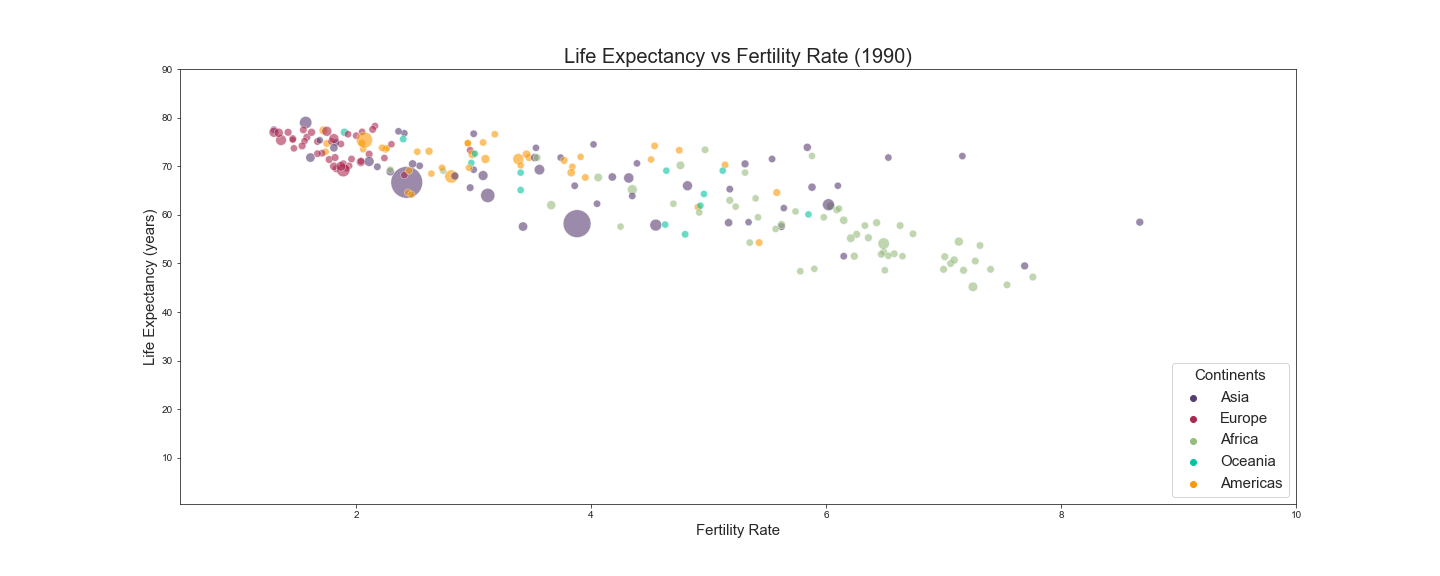 Life Expectancy vs Fertility Rate (1990)
90
80
70
60
50
40
30
20
10
Life Expectancy (years)
2
4
6
8
10
Fertility Rate
Continents
Asia
Europe
Africa
Oceania
Americas